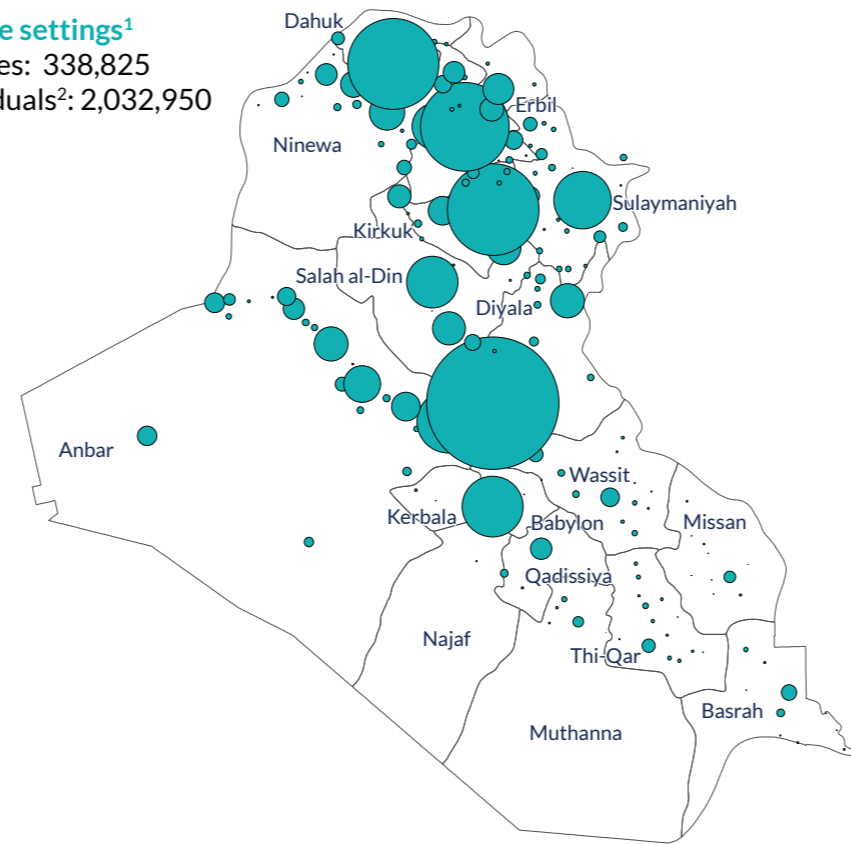 Dahuk
e settings¹
es: 338,825
duals²: 2,032,950
Erbil
Ninewa
Sulaymaniyah
Kirkuk
Salah al-Din
Diyala
Anbar
Wassit
Kerbala
Babylon
Missan
Qadissiya
Najaf
Thi-Qar
Basrah
Muthanna